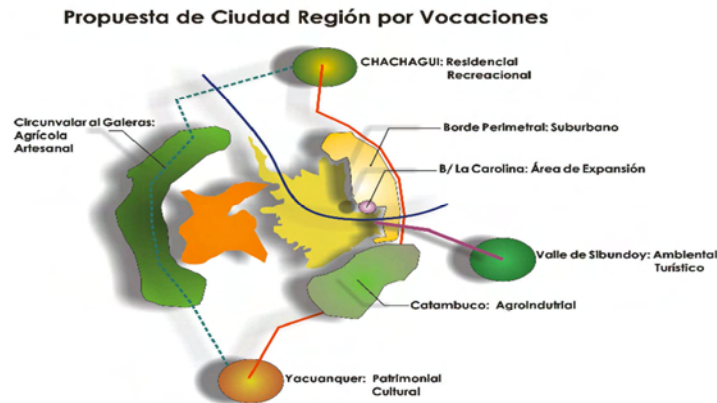 Propuesta de Ciudad Región por Vocaciones
CHACHAGUI: Residencial
Recreacional
Circunvalar al Galeras:
Agrícola
Artesanal
Borde Perimetral: Suburbano
B/ La Carolina: Área de Expansión
Valle de Sibundoy: Ambiental
Turístico
Catambuco: Agroindutrial
Yacuanquer: Patrimonial
Cultural